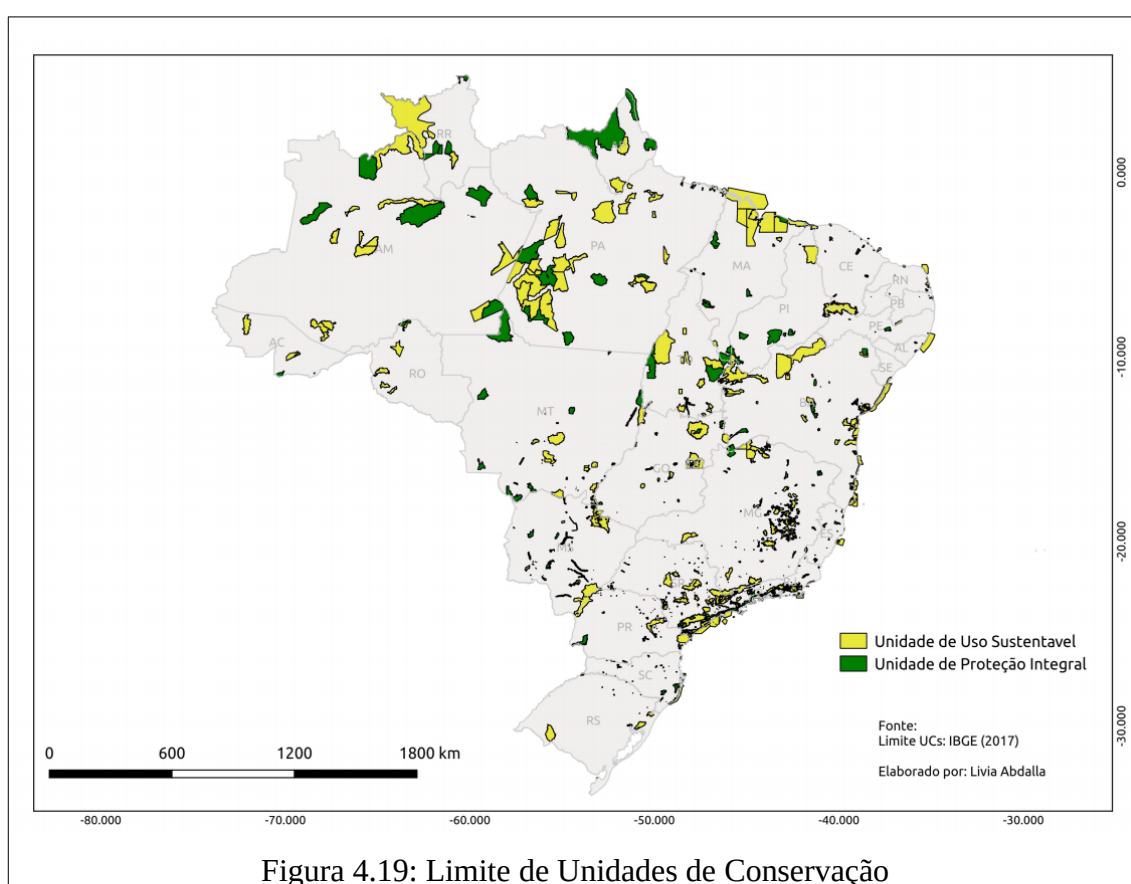 RR
0.000
PA
AM
MA
CE
RN
PB
PI
PE
AL
-10.000
AC
SE
RO
MT
GO
MG
-20.000
ES
PR
Unidade de Uso Sustentavel
Unidade de Proteção Integral
SC
RS
-30.000
Fonte:
Limite UCs: IBGE (2017)
Elaborado por: Livia Abdalla
0 600 1200 1800 km
-80.000 -70.000 -60.000 -50.000 -40.000 -30.000
Figura 4.19: Limite de Unidades de Conservação